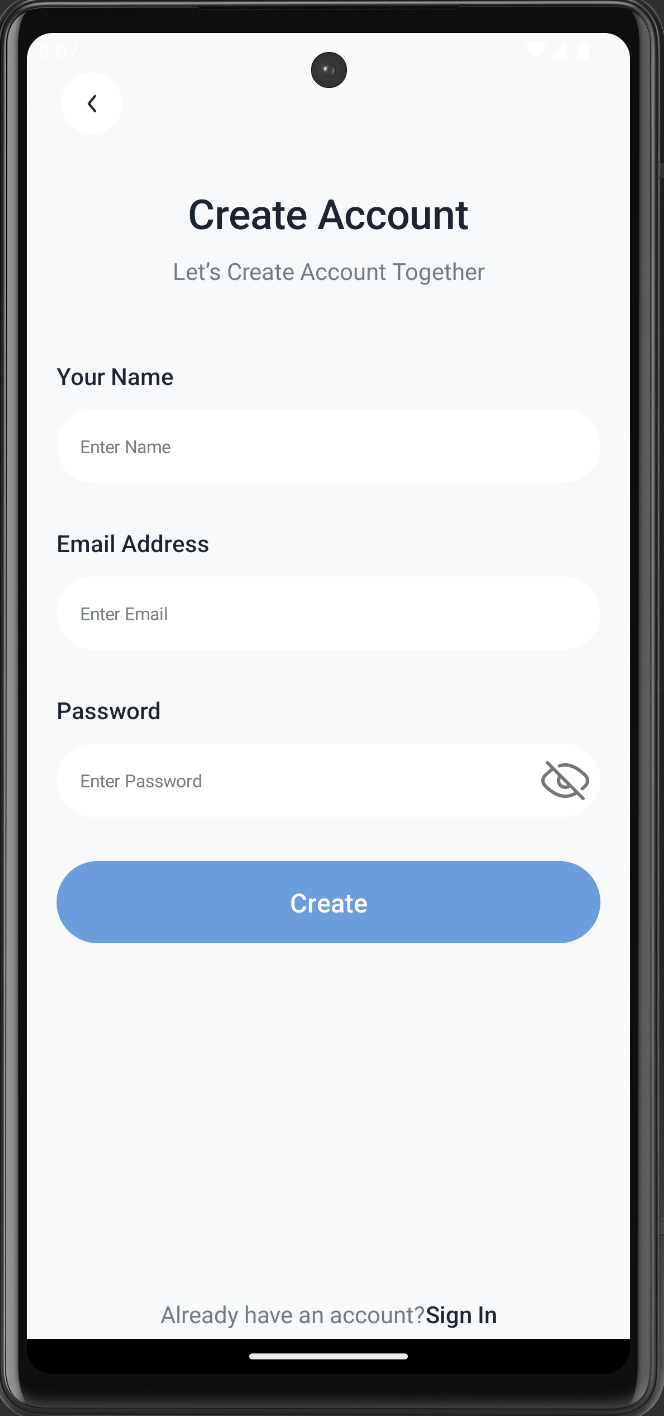 8:07
Create Account
Let’s Create Account Together
Your Name
Enter Name
Email Address
Enter Email
Password
Enter Password
Create
Already have an account?Sign In